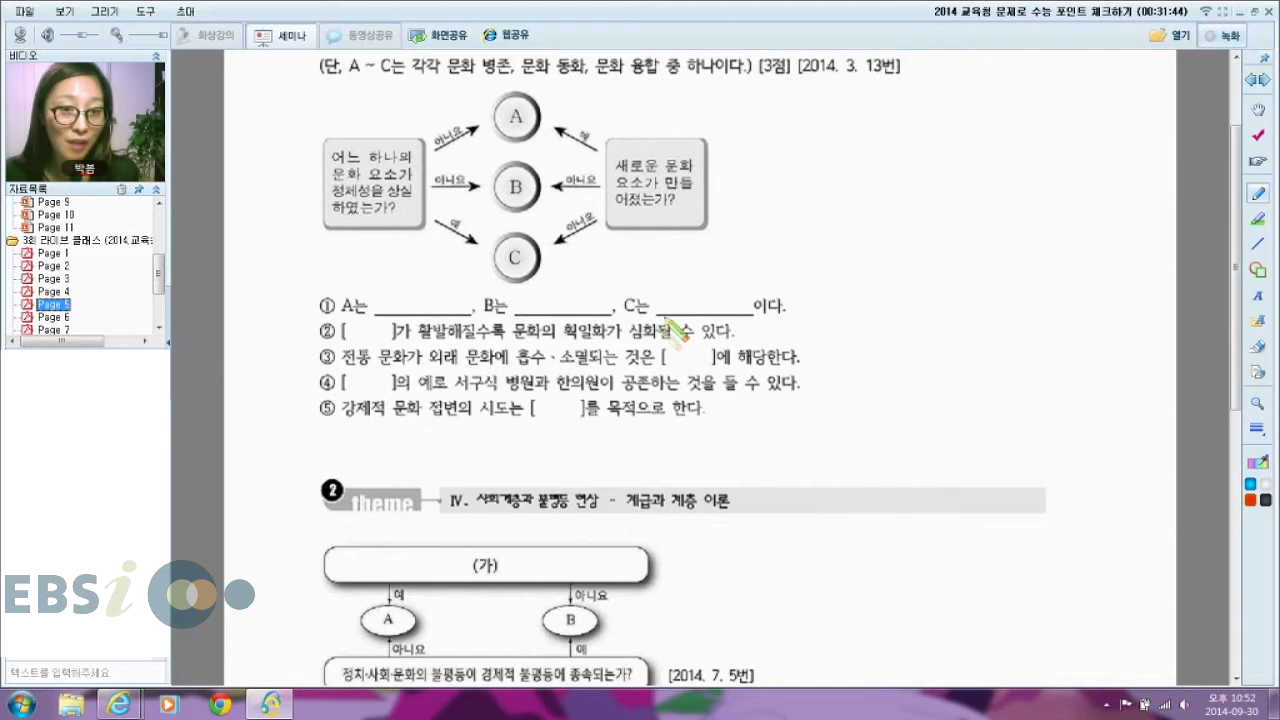 파일 보기 그리기 도구 초대
2014 교육청 문제로 수능 포인트 체크하기 (00:31:44)
화상강의 세미나 동영상공유 화면공유 웹공유 열기 녹화
비디오
박봄
자료목록
Page 9
Page 10
Page 11
3회 라이브 클래스 (2014.교육
Page 1
Page 2
Page 3
Page 4
Page 5
Page 6
Page 7
텍스트를 입력해주세요
(단, A ~ C는 각각 문화 병존, 문화 동화, 문화 융합 중 하나이다.) [3점] [2014. 3. 13번]
어느 하나의
문화 요소가
정체성을 상실
하였는가?
아니요
아니요
예
A
B
C
예
아니요
아니요
새로운 문화
요소가 만들
어졌는가?
① A는 __________, B는 __________, C는 __________이다.
② [ ]가 활발해질수록 문화의 획일화가 심화될 수 있다.
③ 전통 문화가 외래 문화에 흡수·소멸되는 것은 [ ]에 해당한다.
④ [ ]의 예로 서구식 병원과 한의원이 공존하는 것을 들 수 있다.
⑤ 강제적 문화 접변의 시도는 [ ]를 목적으로 한다.
2
theme
Ⅳ. 사회계층과 불평등 현상 - 계급과 계층 이론
(가)
예 아니요
A B
아니요 예
정치·사회·문화의 불평등이 경제적 불평등에 종속되는가? [2014. 7. 5번]
EBSi
오후 10:52
2014-09-30